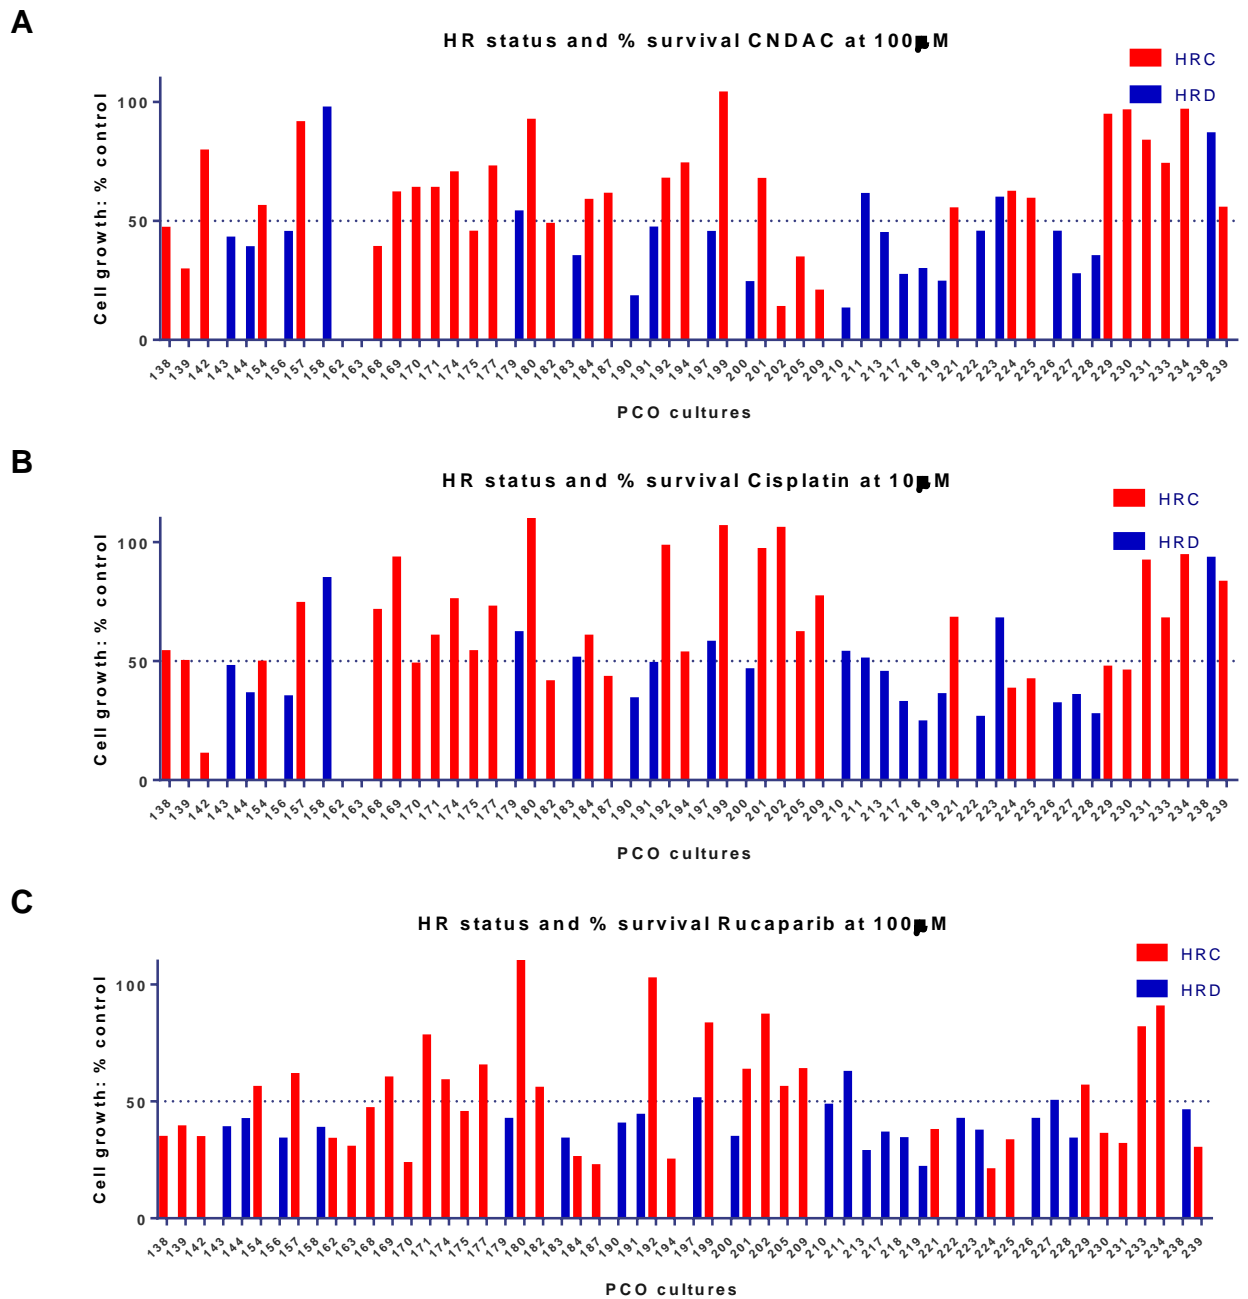 A
HR status and % survival CNDAC at 100µM
HRC
HRD
Cell growth: % control
100
50
0
138 139 142 143 144 154 156 157 158 162 163 168 169 170 171 174 175 177 179 180 182 183 184 187 190 191 192 194 197 199 200 201 202 205 209 210 211 213 217 218 219 221 222 223 224 225 226 227 228 229 230 231 233 234 238 239
PCO cultures
B
HR status and % survival Cisplatin at 10µM
HRC
HRD
Cell growth: % control
100
50
0
138 139 142 143 144 154 156 157 158 162 163 168 169 170 171 174 175 177 179 180 182 183 184 187 190 191 192 194 197 199 200 201 202 205 209 210 211 213 217 218 219 221 222 223 224 225 226 227 228 229 230 231 233 234 238 239
PCO cultures
C
HR status and % survival Rucaparib at 100µM
HRC
HRD
Cell growth: % control
100
50
0
138 139 142 143 144 154 156 157 158 162 163 168 169 170 171 174 175 177 179 180 182 183 184 187 190 191 192 194 197 199 200 201 202 205 209 210 211 213 217 218 219 221 222 223 224 225 226 227 228 229 230 231 233 234 238 239
PCO cultures